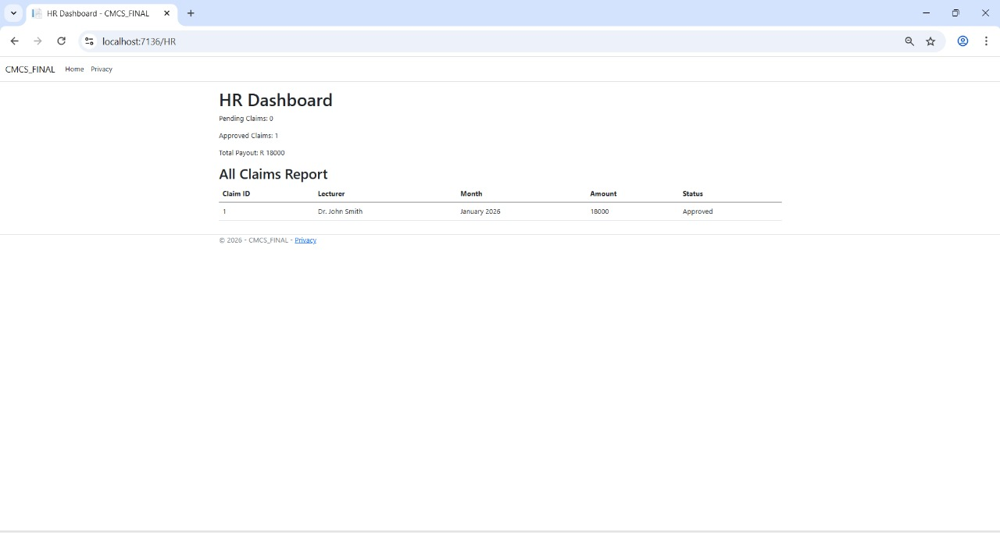 HR Dashboard - CMCS_FINAL
localhost:7136/HR
CMCS_FINAL Home Privacy
HR Dashboard
Pending Claims: 0
Approved Claims: 1
Total Payout: R 18000
All Claims Report
Claim ID Lecturer Month Amount Status
1 Dr. John Smith January 2026 18000 Approved
© 2026 - CMCS_FINAL - Privacy